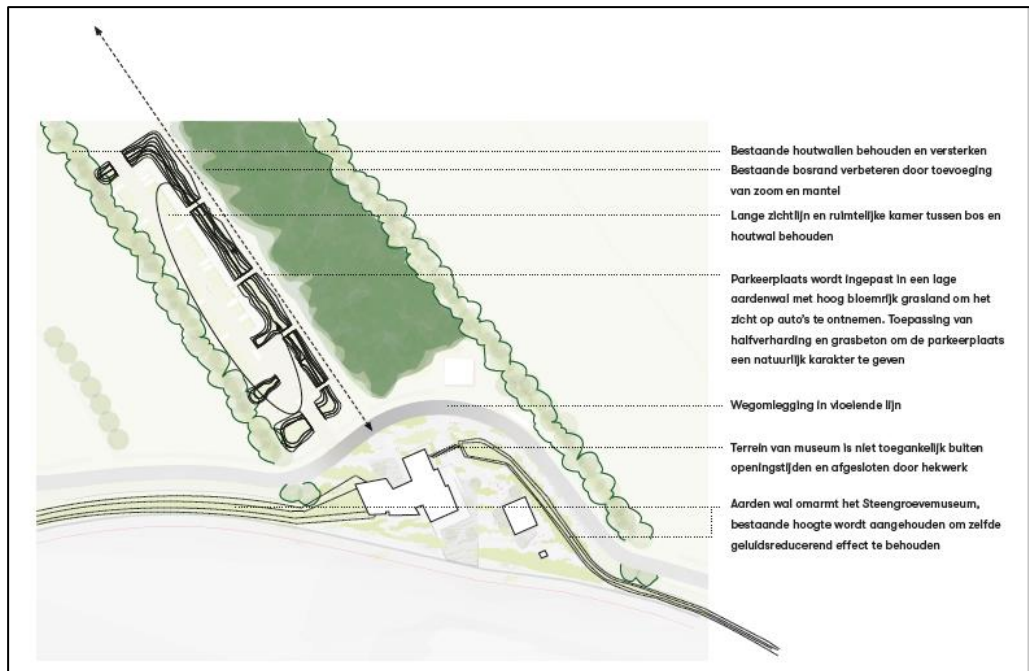 Bestaande houtwallen behouden en versterken
Bestaande bosrand verbeteren door toevoeging
van zoom en mantel
Lange zichtlijn en ruimtelijke kamer tussen bos en
houtwal behouden
Parkeerplaats wordt ingepast in een lage
aardenwal met hoog bloemrijk grasland om het
zicht op auto's te ontnemen. Toepassing van
halfverharding en grasbeton om de parkeerplaats
een natuurlijk karakter te geven
Wegomlegging in vloeiende lijn
Terrein van museum is niet toegankelijk buiten
openingstijden en afgesloten door hekwerk
Aarden wal omarmt het Steengroevemuseum,
bestaande hoogte wordt aangehouden om zelfde
geluidsreducerend effect te behouden